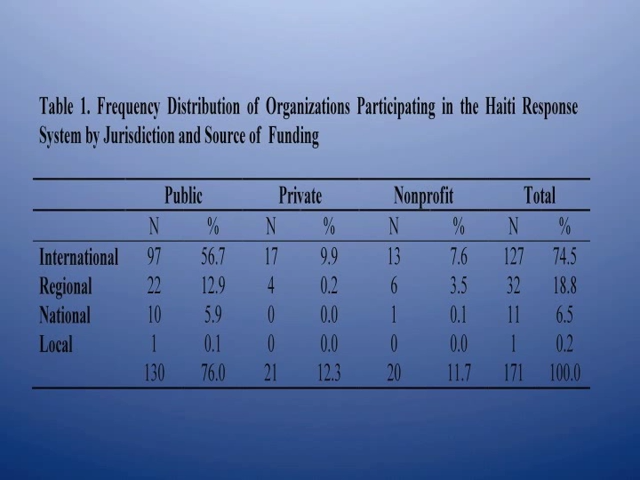 Table 1. Frequency Distribution of Organizations Participating in the Haiti Response
System by Jurisdiction and Source of Funding
Public Private Nonprofit Total
N % N % N % N %
International 97 56.7 17 9.9 13 7.6 127 74.5
Regional 22 12.9 4 0.2 6 3.5 32 18.8
National 10 5.9 0 0.0 1 0.1 11 6.5
Local 1 0.1 0 0.0 0 0.0 1 0.2
130 76.0 21 12.3 20 11.7 171 100.0